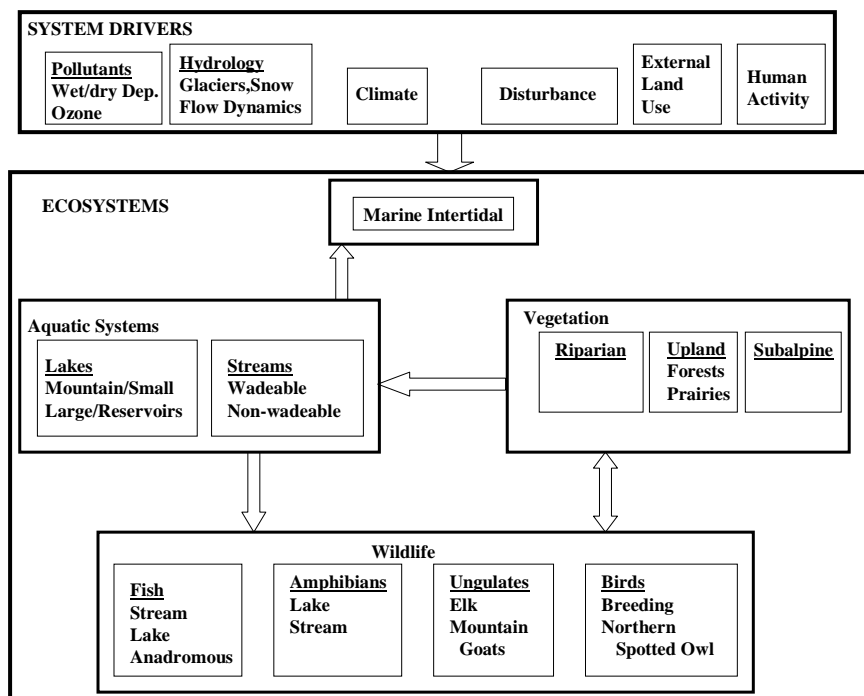 SYSTEM DRIVERS
Pollutants
Wet/dry Dep.
Ozone
Hydrology
Glaciers,Snow
Flow Dynamics
Climate
Disturbance
External
Land
Use
Human
Activity
ECOSYSTEMS
Marine Intertidal
Aquatic Systems
Lakes
Mountain/Small
Large/Reservoirs
Streams
Wadeable
Non-wadeable
Vegetation
Riparian
Upland
Forests
Prairies
Subalpine
Wildlife
Fish
Stream
Lake
Anadromous
Amphibians
Lake
Stream
Ungulates
Elk
Mountain
Goats
Birds
Breeding
Northern
Spotted Owl